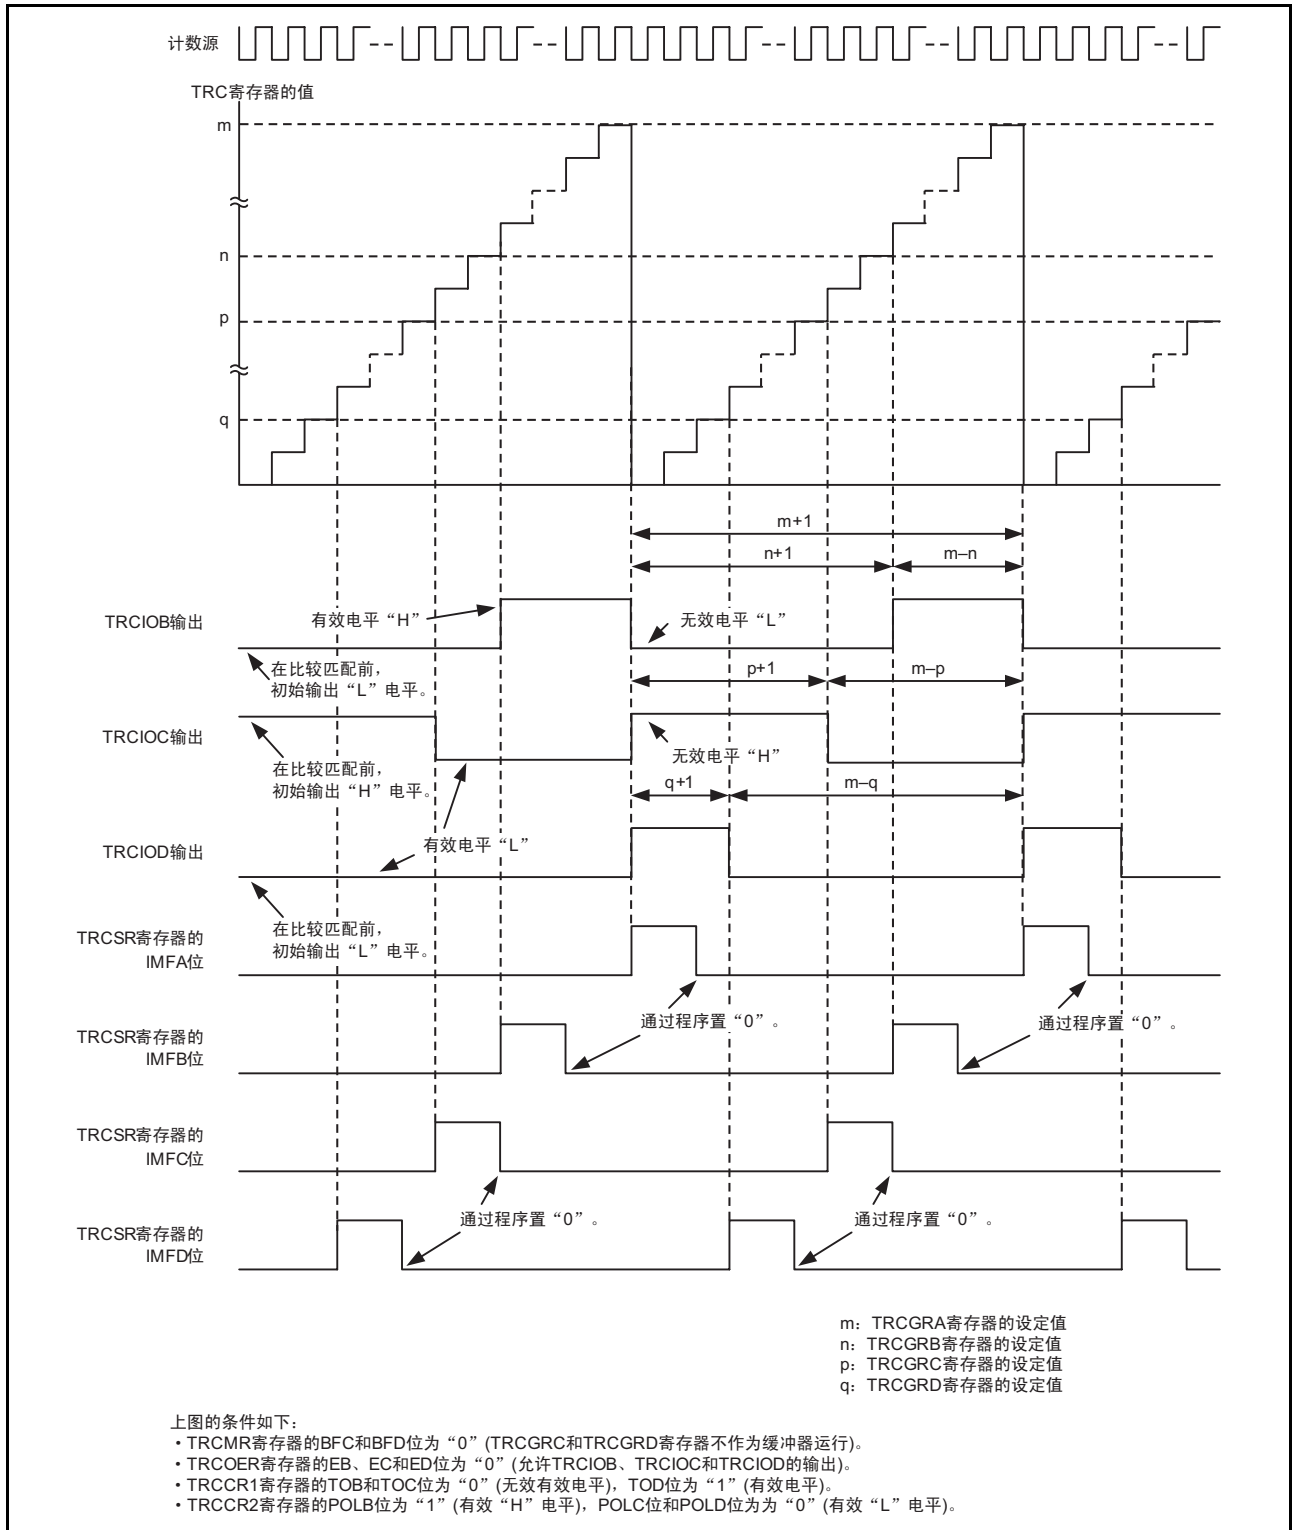 计数源
TRC寄存器的值
m
n
p
q
m+1
n+1
m–n
TRCIOB输出
有效电平“H”
无效电平“L”
在比较匹配前，
初始输出“L”电平。
p+1
m–p
TRCIOC输出
无效电平“H”
在比较匹配前，
初始输出“H”电平。
q+1
m–q
有效电平“L”
TRCIOD输出
在比较匹配前，
初始输出“L”电平。
TRCSR寄存器的
IMFA位
通过程序置“0”。
通过程序置“0”。
TRCSR寄存器的
IMFB位
TRCSR寄存器的
IMFC位
通过程序置“0”。
通过程序置“0”。
TRCSR寄存器的
IMFD位
m：TRCGRA寄存器的设定值
n：TRCGRB寄存器的设定值
p：TRCGRC寄存器的设定值
q：TRCGRD寄存器的设定值
上图的条件如下：
・TRCMR寄存器的BFC和BFD位为“0”(TRCGRC和TRCGRD寄存器不作为缓冲器运行)。
・TRCOER寄存器的EB、EC和ED位为“0”(允许TRCIOB、TRCIOC和TRCIOD的输出)。
・TRCCR1寄存器的TOB和TOC位为“0”(无效有效电平)，TOD位为“1”(有效电平)。
・TRCCR2寄存器的POLB位为“1”(有效“H”电平)，POLC位和POLD位为为“0”(有效“L”电平)。